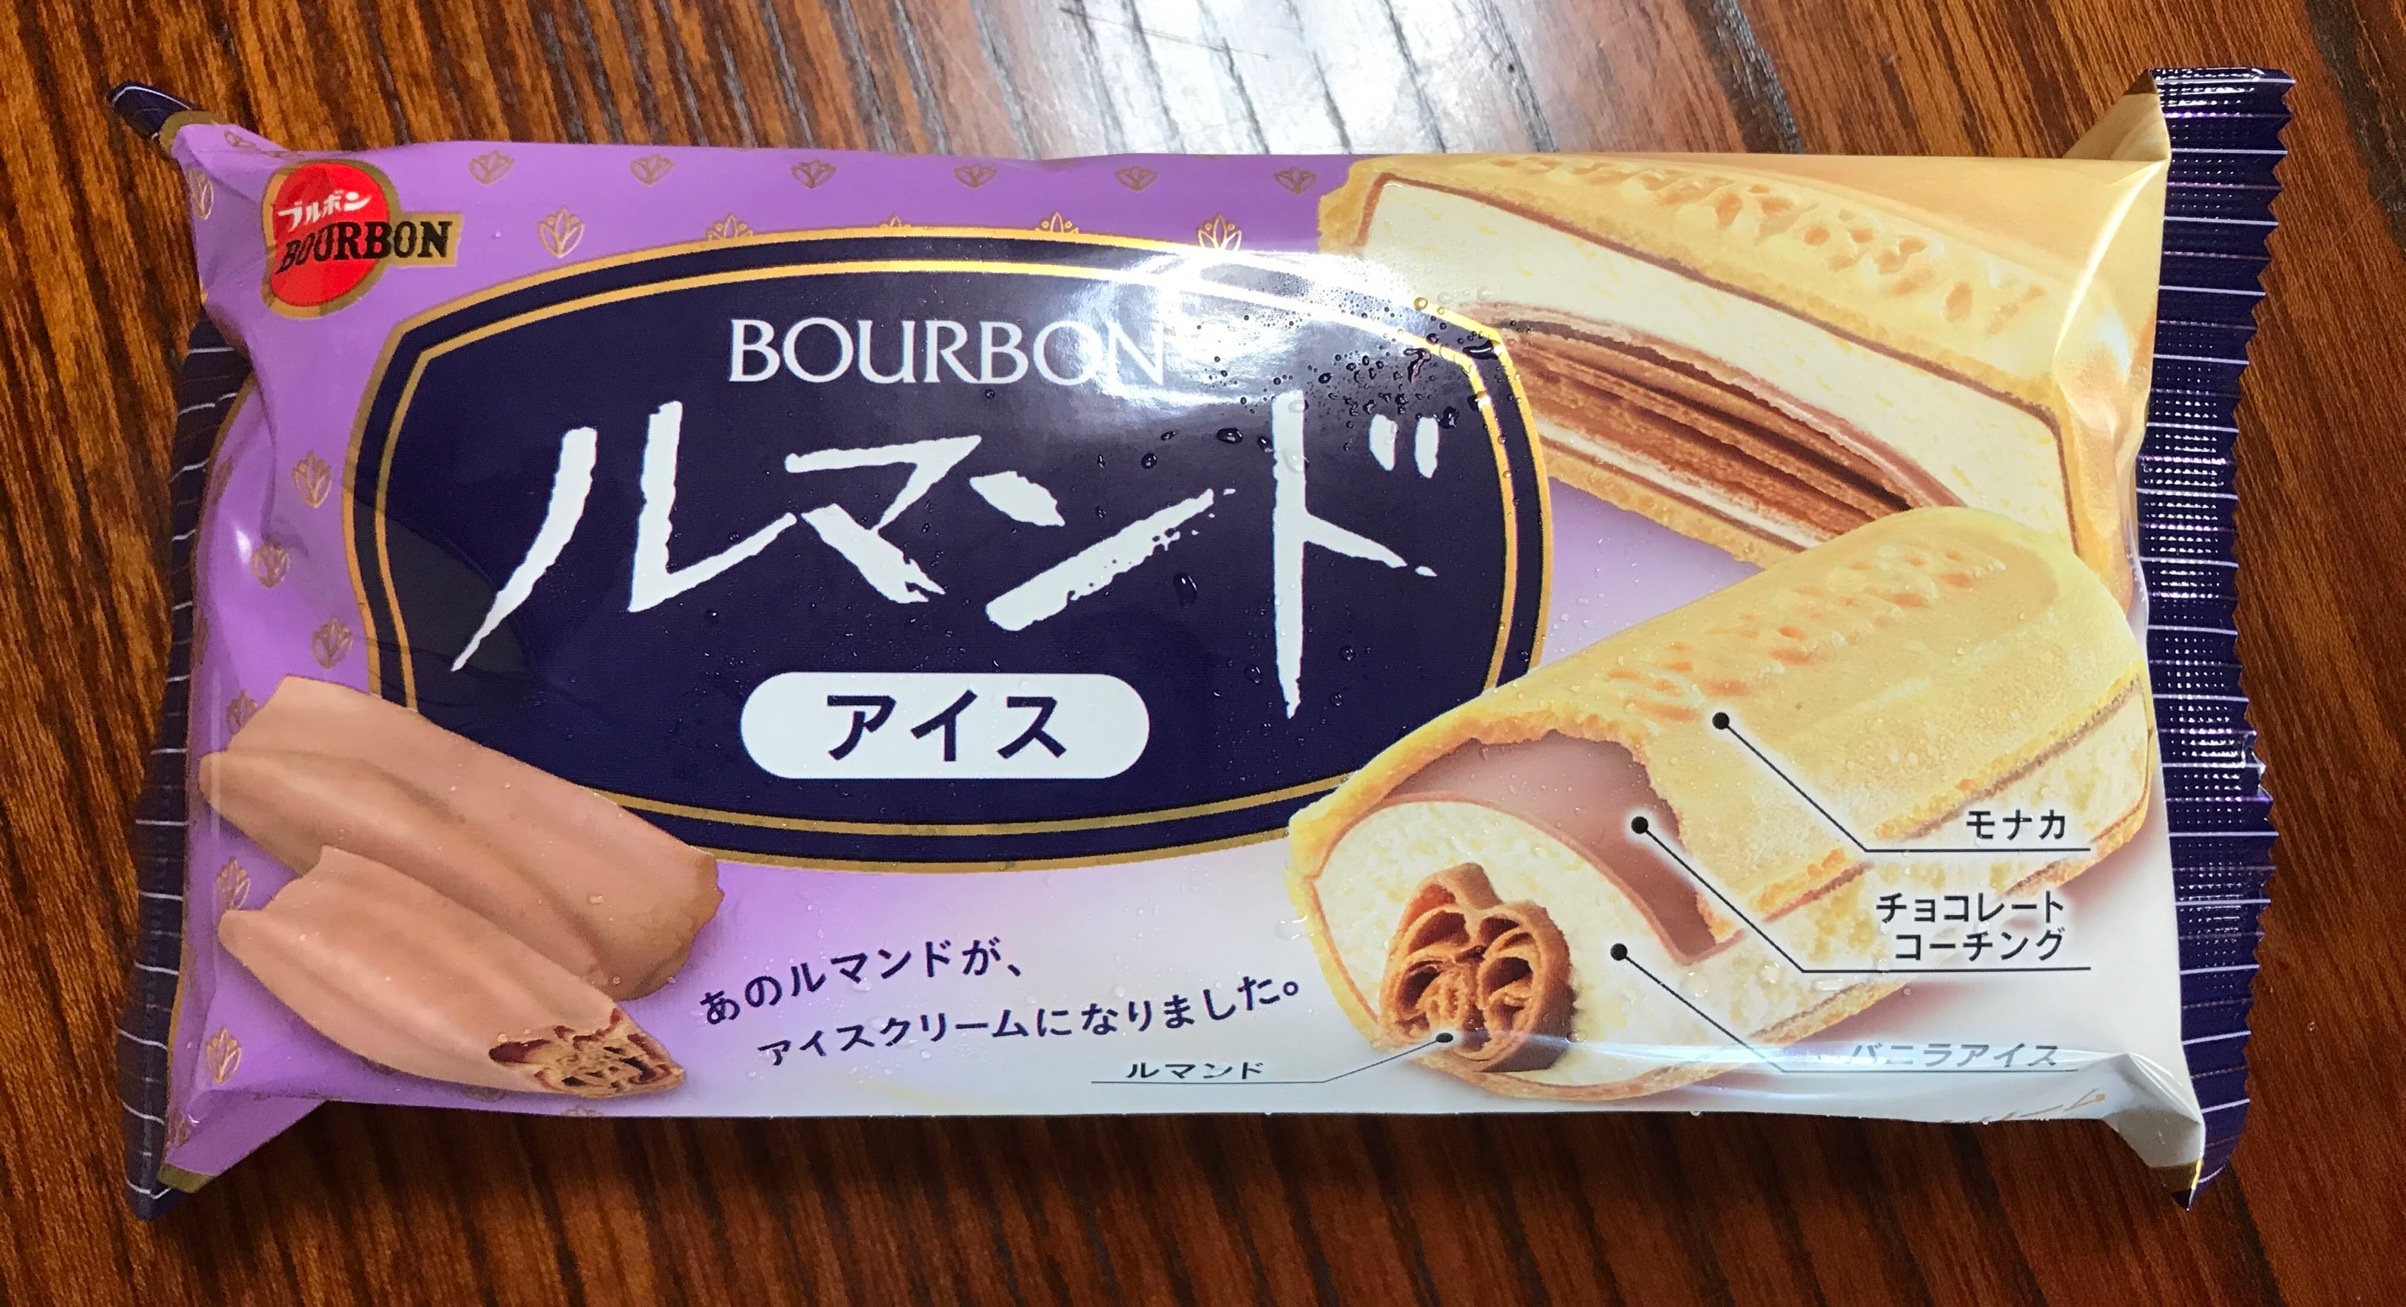 ブルボン
BOURBON
BOURBON
ルマンド
アイス
あのルマンドが、
アイスクリームになりました。
ルマンド
モナカ
チョコレート
コーチング
バニラアイス